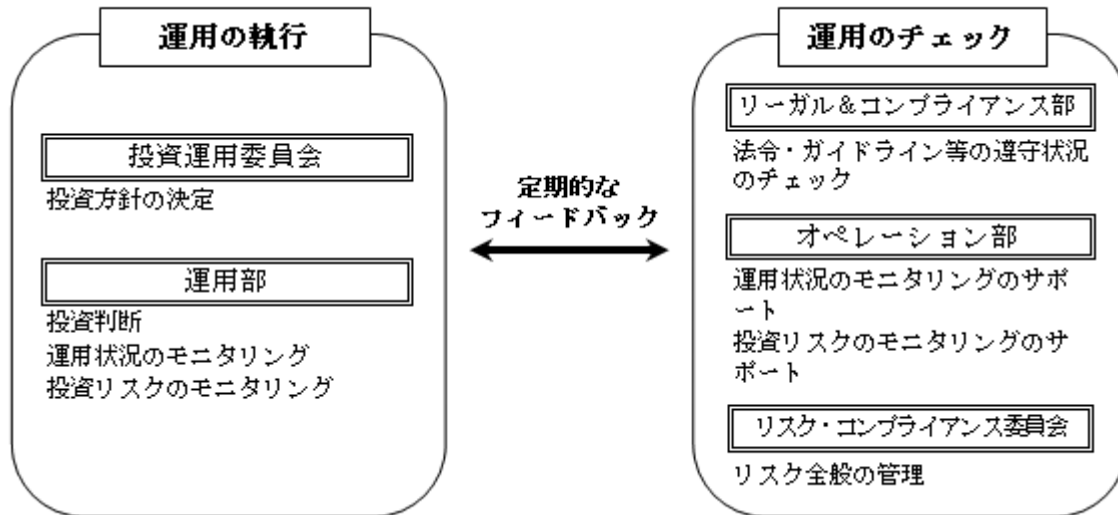 運用の執行
投資運用委員会
投資方針の決定
運用部
投資判断
運用状況のモニタリング
投資リスクのモニタリング
定期的な
フィードバック
運用のチェック
リーガル＆コンプライアンス部
法令・ガイドライン等の遵守状況
のチェック
オペレーション部
運用状況のモニタリングのサポ
ート
投資リスクのモニタリングのサ
ポート
リスク・コンプライアンス委員会
リスク全般の管理